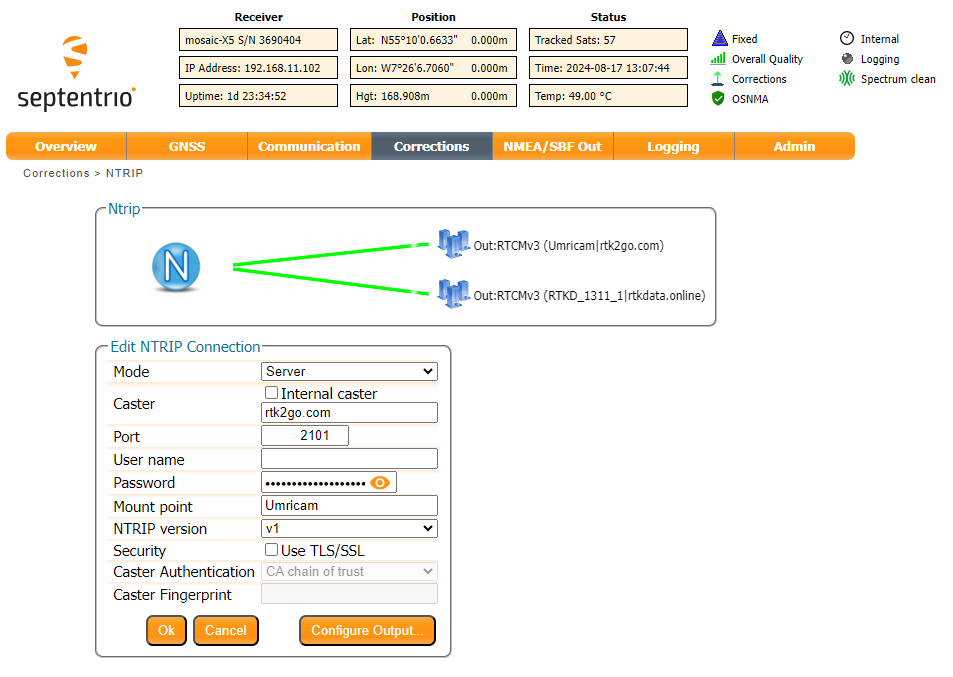 Receiver Position Status
mosaic-X5 S/N 3690404 Lat: N55°10'0.6633" 0.000m Tracked Sats: 57 Fixed Internal
IP Address: 192.168.11.102 Lon: W7°26'6.7060" 0.000m Time: 2024-08-17 13:07:44 Overall Quality Logging
Uptime: 1d 23:34:52 Hgt: 168.908m 0.000m Temp: 49.00 °C Corrections Spectrum clean
OSNMA
septentrio
Overview GNSS Communication Corrections NMEA/SBF Out Logging Admin
Corrections > NTRIP
Ntrip
N
Out:RTCMv3 (Umricam|rtk2go.com)
Out:RTCMv3 (RTKD_1311_1|rtkdata.online)
Edit NTRIP Connection
Mode Server
Caster Internal caster
rtk2go.com
Port 2101
User name
Password ••••••••••••••••••••
Mount point Umricam
NTRIP version v1
Security Use TLS/SSL
Caster Authentication CA chain of trust
Caster Fingerprint
Ok Cancel Configure Output...